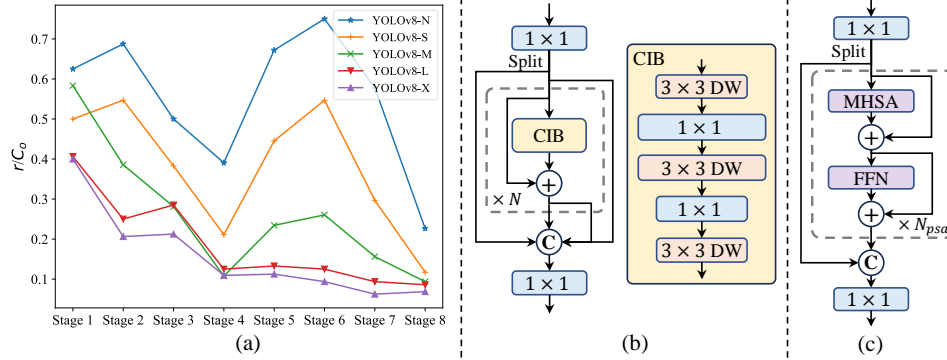 0.7
0.6
0.5
0.4
0.3
0.2
0.1
r/C_o
YOLOv8-N
YOLOv8-S
YOLOv8-M
YOLOv8-L
YOLOv8-X
Stage 1 Stage 2 Stage 3 Stage 4 Stage 5 Stage 6 Stage 7 Stage 8
(a)
1 × 1
Split
CIB
+
× N
C
1 × 1
CIB
3 × 3 DW
1 × 1
3 × 3 DW
1 × 1
3 × 3 DW
(b)
1 × 1
Split
MHSA
+
FFN
+
× N_psa
C
1 × 1
(c)